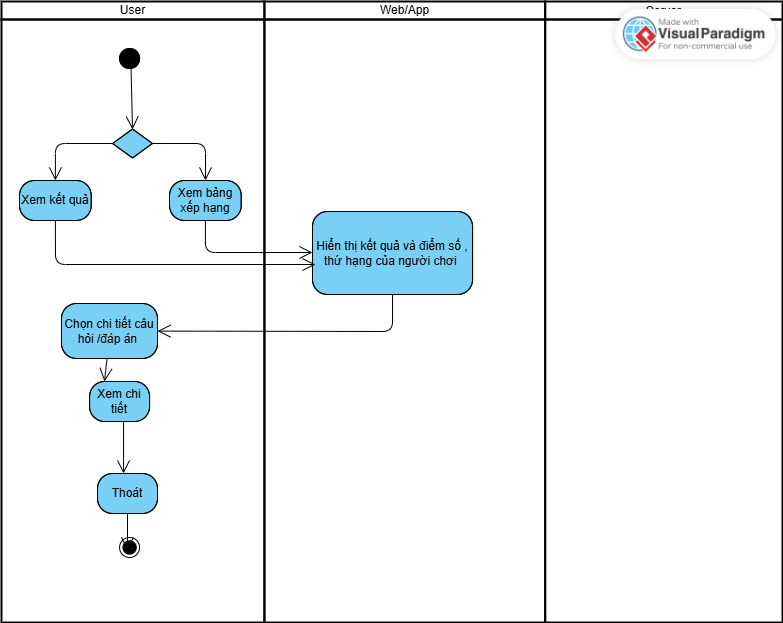 User
Web/App
Made with
VisualParadigm
For non-commercial use
Xem kết quả
Xem bảng
xếp hạng
Hiển thị kết quả và điểm số ,
thứ hạng của người chơi
Chọn chi tiết câu
hỏi /đáp án
Xem chi
tiết
Thoát